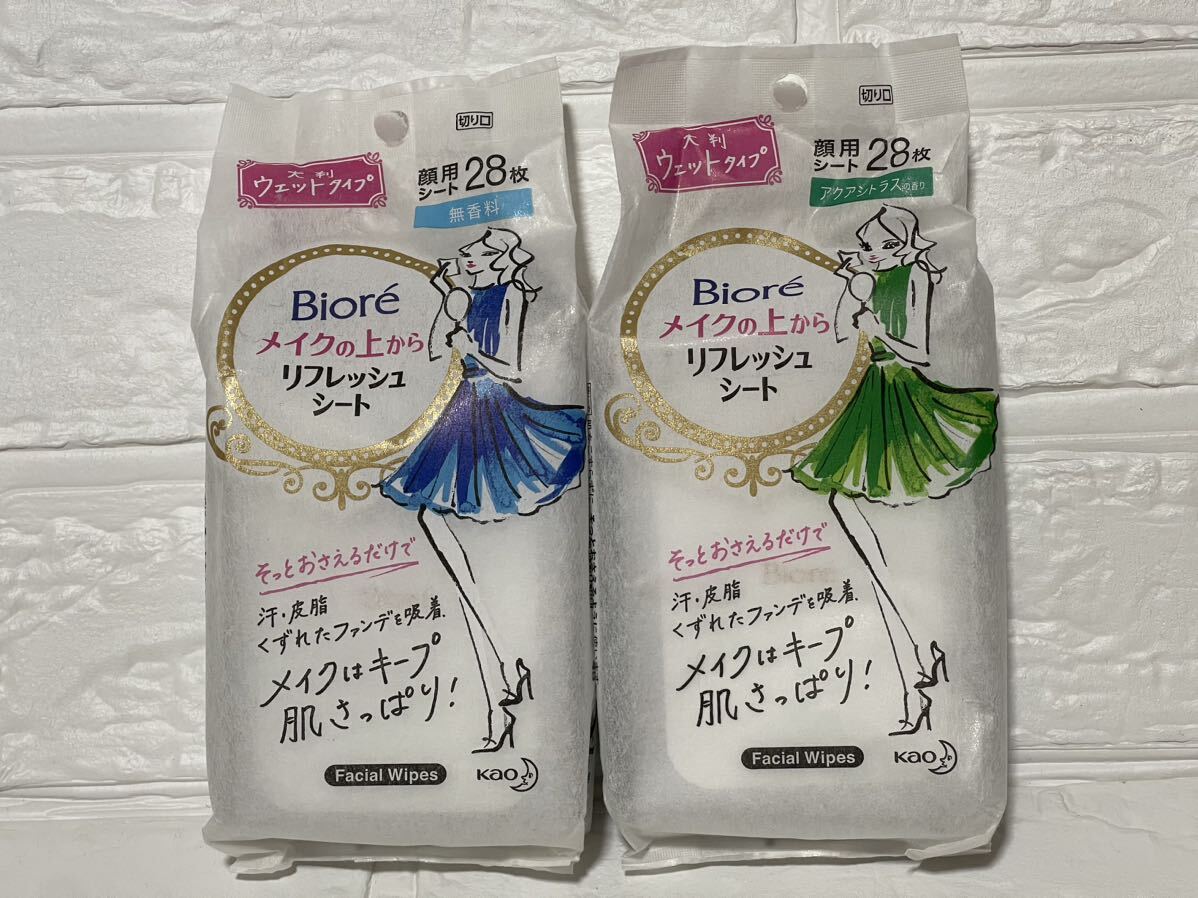 切り口
大判
ウェットタイプ
顔用
シート28枚
無香料
Bioré
メイクの上から
リフレッシュ
シート
そっとおさえるだけで
汗・皮脂
くずれたファンデを吸着、
メイクはキープ
肌さっぱり!
Facial Wipes
Kao
切り口
大判
ウェットタイプ
顔用
シート28枚
アクアシトラスの香り
Bioré
メイクの上から
リフレッシュ
シート
そっとおさえるだけで
Bioré
汗・皮脂
くずれたファンデを吸着、
メイクはキープ
肌さっぱり!
Facial Wipes
Kao